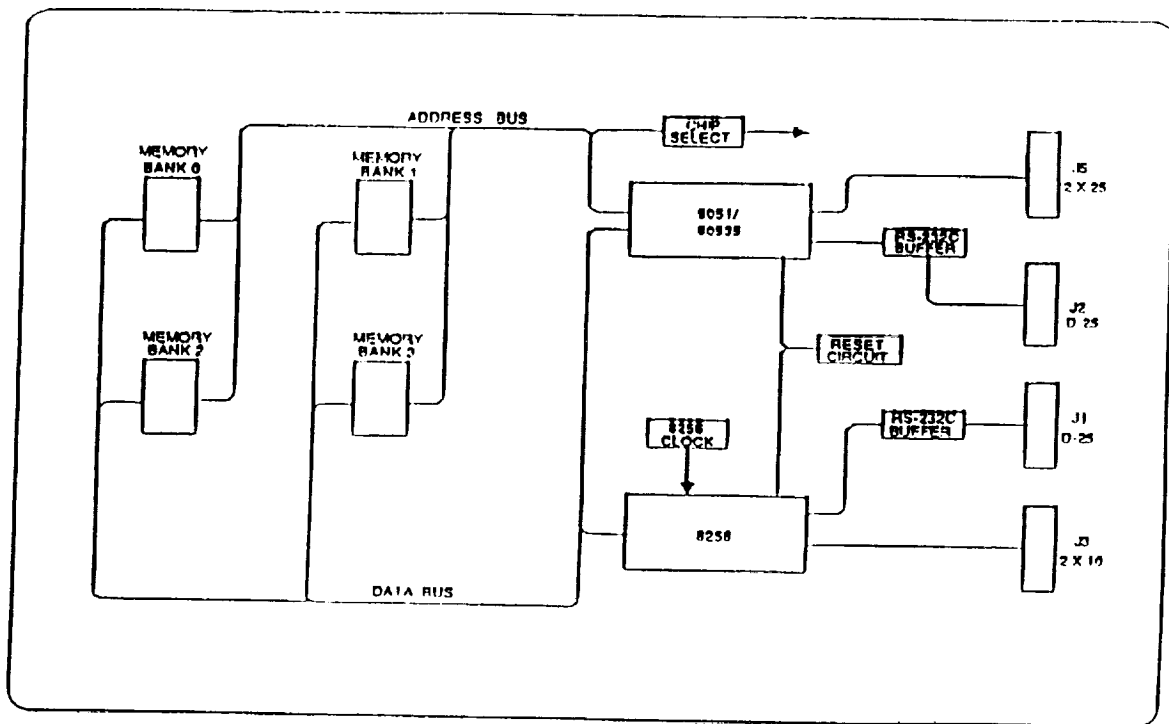 ADDRESS BUS
CHIP
SELECT
MEMORY
BANK 0
MEMORY
BANK 1
J5
2 X 25
8051/
80535
RS-232C
BUFFER
MEMORY
BANK 2
MEMORY
BANK 3
J2
D-25
RESET
CIRCUIT
8256
CLOCK
RS-232C
BUFFER
J1
D-25
8256
J3
DATA BUS